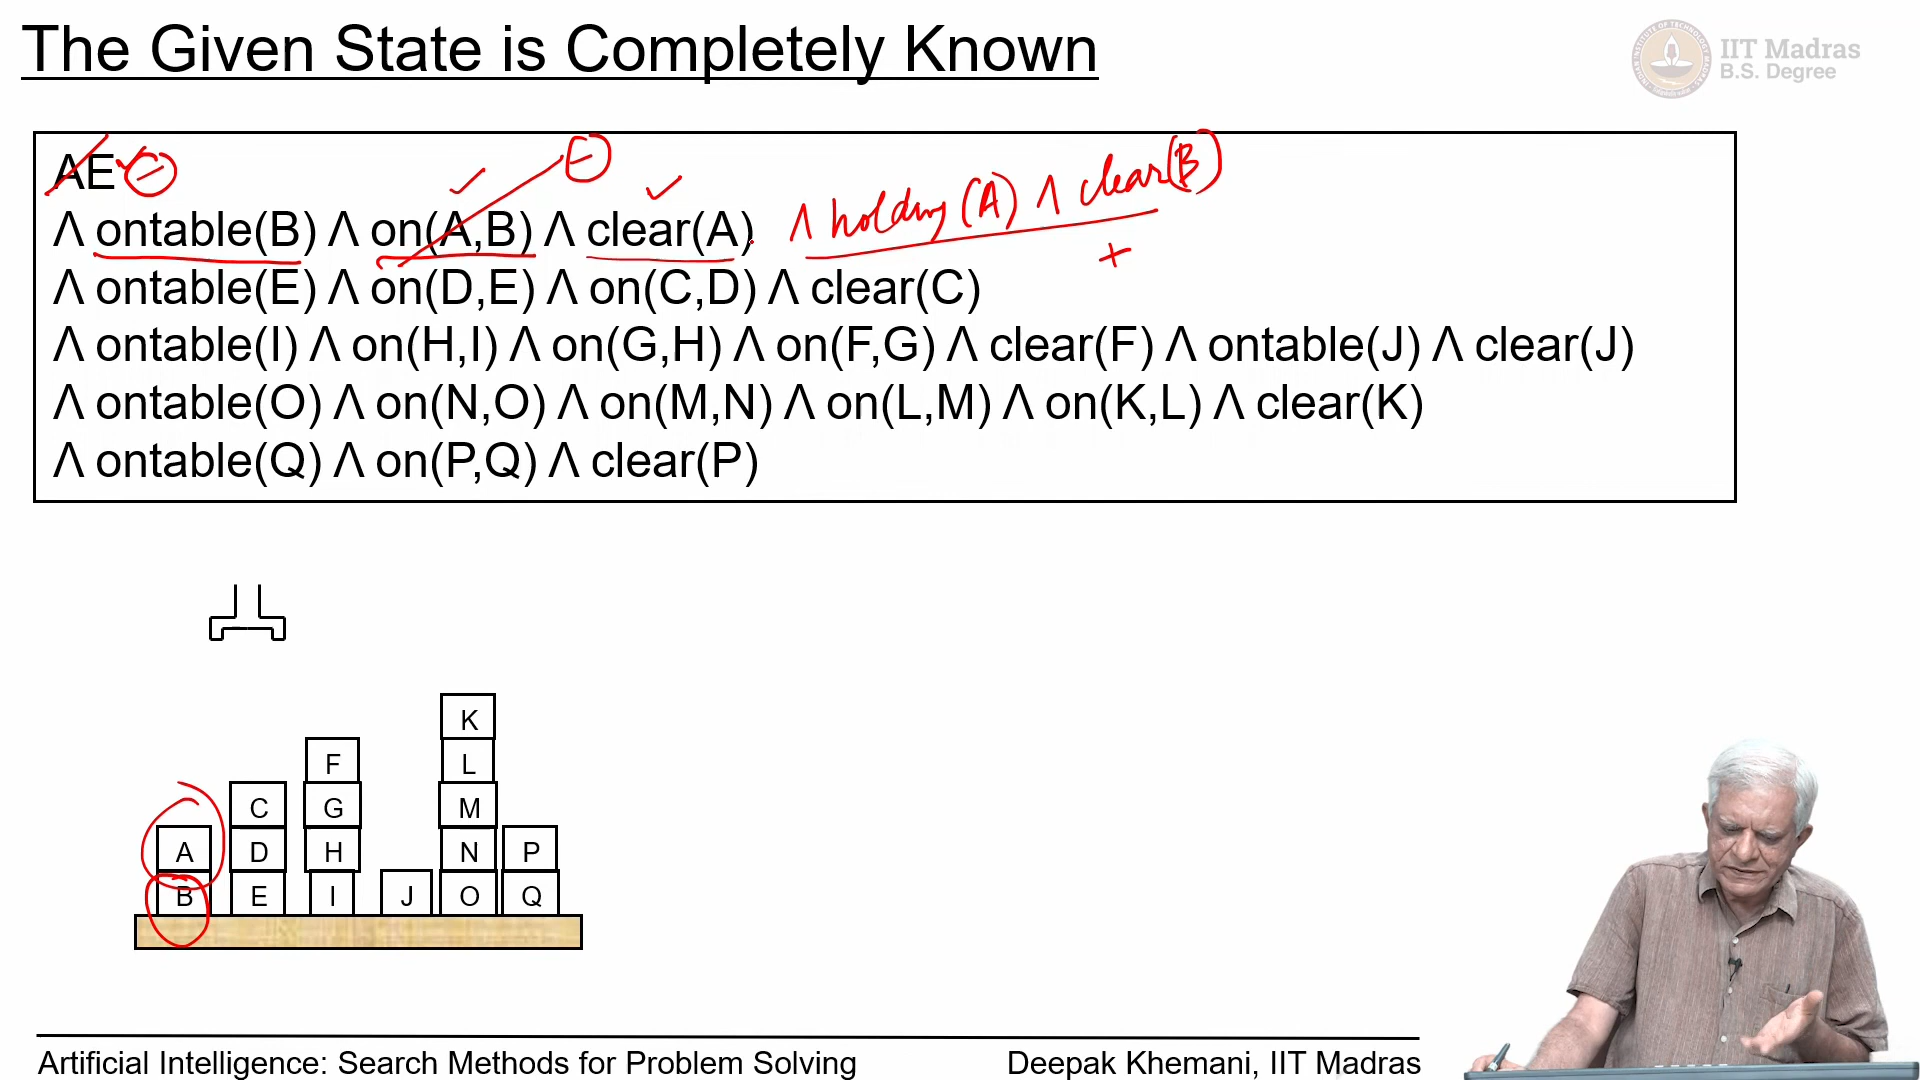 The Given State is Completely Known
IIT Madras
B.S. Degree
AE
Λ ontable(B) Λ on(A,B) Λ clear(A) Λ holding (A) Λ clear(B)
+
Λ ontable(E) Λ on(D,E) Λ on(C,D) Λ clear(C)
Λ ontable(I) Λ on(H,I) Λ on(G,H) Λ on(F,G) Λ clear(F) Λ ontable(J) Λ clear(J)
Λ ontable(O) Λ on(N,O) Λ on(M,N) Λ on(L,M) Λ on(K,L) Λ clear(K)
Λ ontable(Q) Λ on(P,Q) Λ clear(P)
K
F L
C G M
A D H N P
B E I J O Q
Artificial Intelligence: Search Methods for Problem Solving
Deepak Khemani, IIT Madras